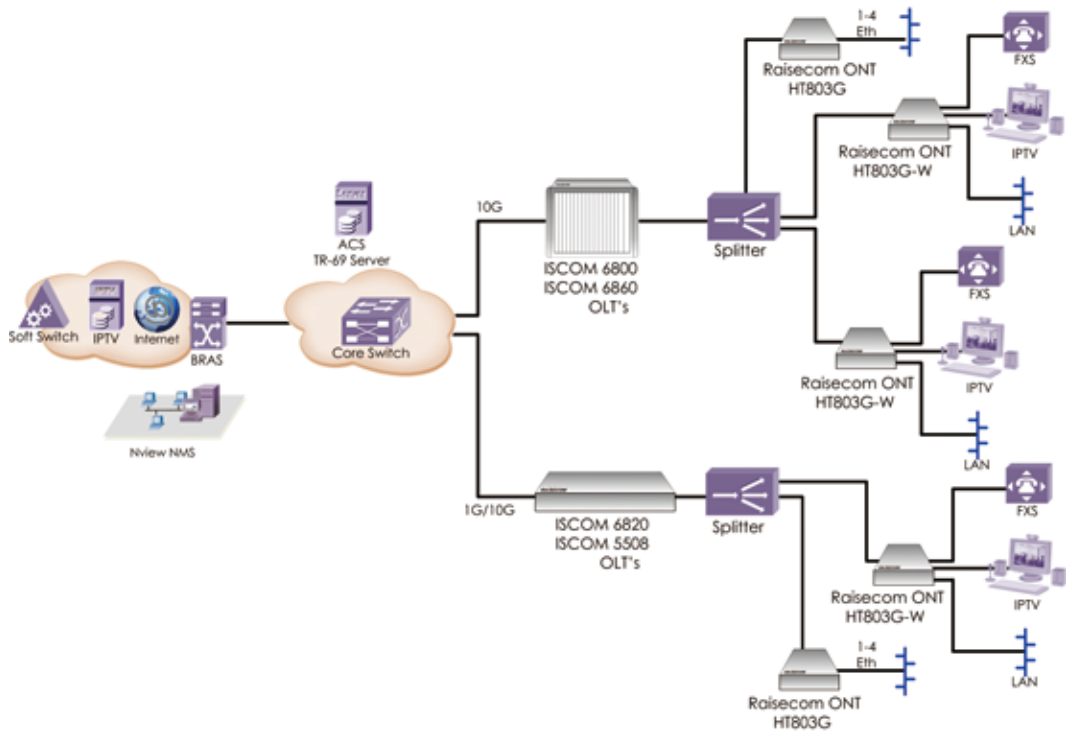 1-4
Eth
Raisecom ONT
HT803G
FXS
Raisecom ONT
HT803G-W
IPTV
LAN
10G
ACS
TR-69 Server
ISCOM 6800
ISCOM 6860
OLT's
Splitter
FXS
Soft Switch
IPTV
Internet
BRAS
Core Switch
Raisecom ONT
HT803G-W
IPTV
LAN
Nview NMS
1G/10G
ISCOM 6820
ISCOM 5508
OLT's
Splitter
FXS
Raisecom ONT
HT803G-W
IPTV
LAN
1-4
Eth
Raisecom ONT
HT803G